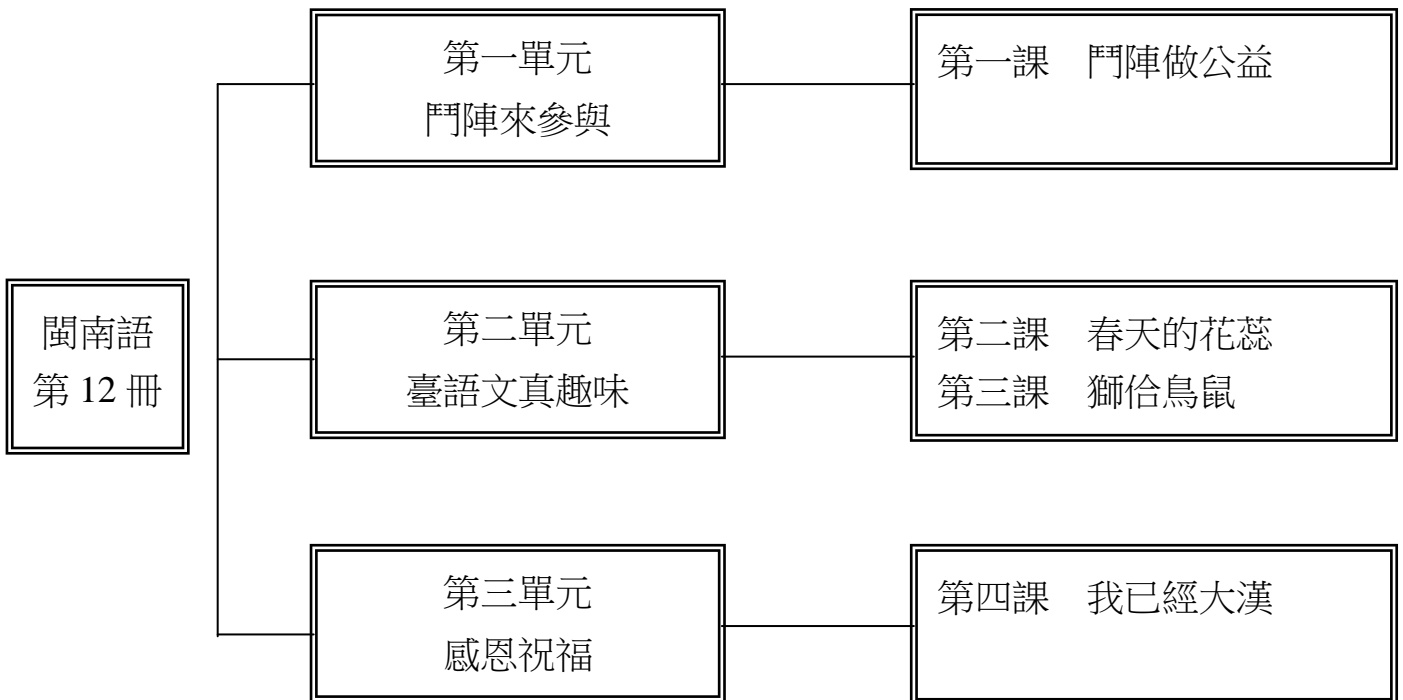 第一單元
鬥陣來參與
第一課 鬥陣做公益
閩南語
第 12 冊
第二單元
臺語文真趣味
第二課 春天的花蕊
第三課 獅佮鳥鼠
第三單元
感恩祝福
第四課 我已經大漢